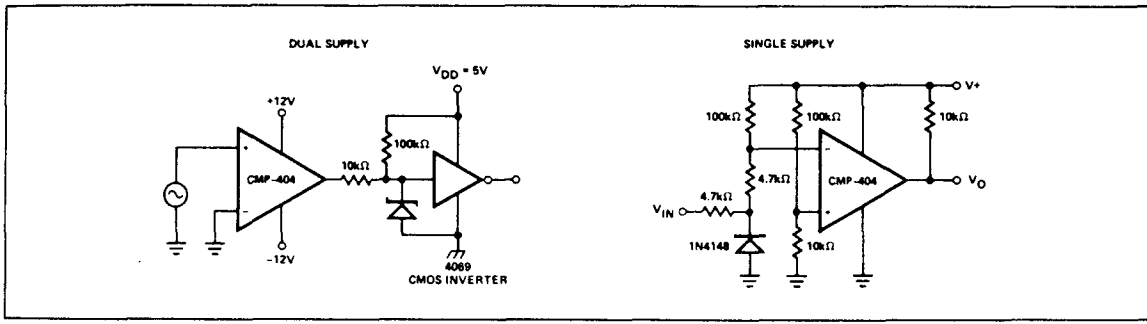 DUAL SUPPLY
VDD = 5V
+12V
+
CMP-404
−
−12V
10kΩ
100kΩ
4069
CMOS INVERTER
SINGLE SUPPLY
V+
100kΩ
100kΩ
10kΩ
−
CMP-404
+
VO
4.7kΩ
4.7kΩ
VIN
1N4148
10kΩ